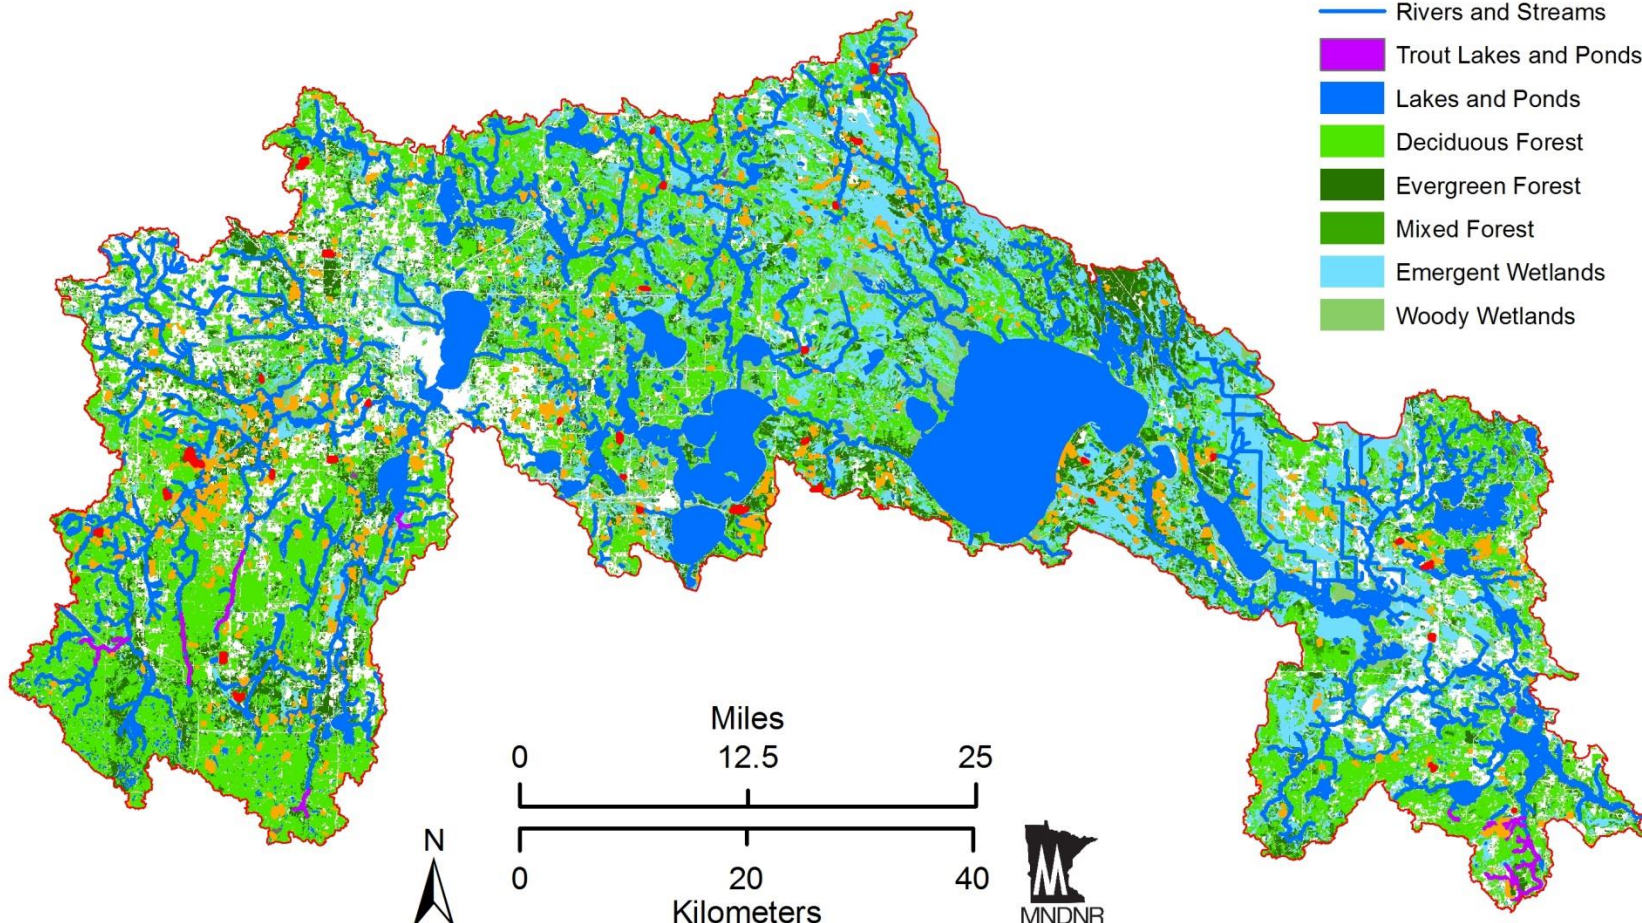 Rivers and Streams
Trout Lakes and Ponds
Lakes and Ponds
Deciduous Forest
Evergreen Forest
Mixed Forest
Emergent Wetlands
Woody Wetlands
Miles
0 12.5 25
N
0 20 40
Kilometers
MNDNR